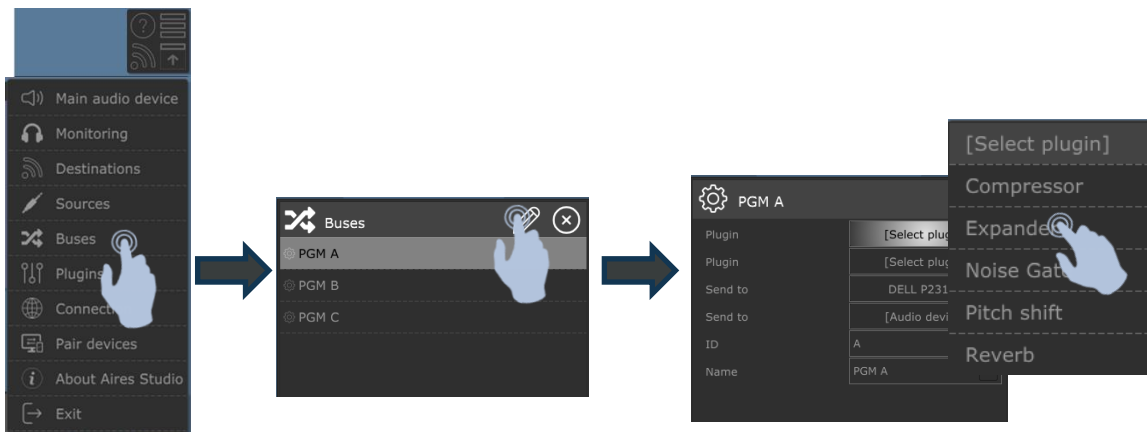 Main audio device
Monitoring
Destinations
Sources
Buses
Plugins
Connecti
Pair devices
About Aires Studio
Exit
Buses
PGM A
PGM B
PGM C
PGM A
Plugin [Select plug
Plugin [Select plug
Send to DELL P231
Send to [Audio devi
ID A
Name PGM A
[Select plugin]
Compressor
Expande
Noise Gat
Pitch shift
Reverb